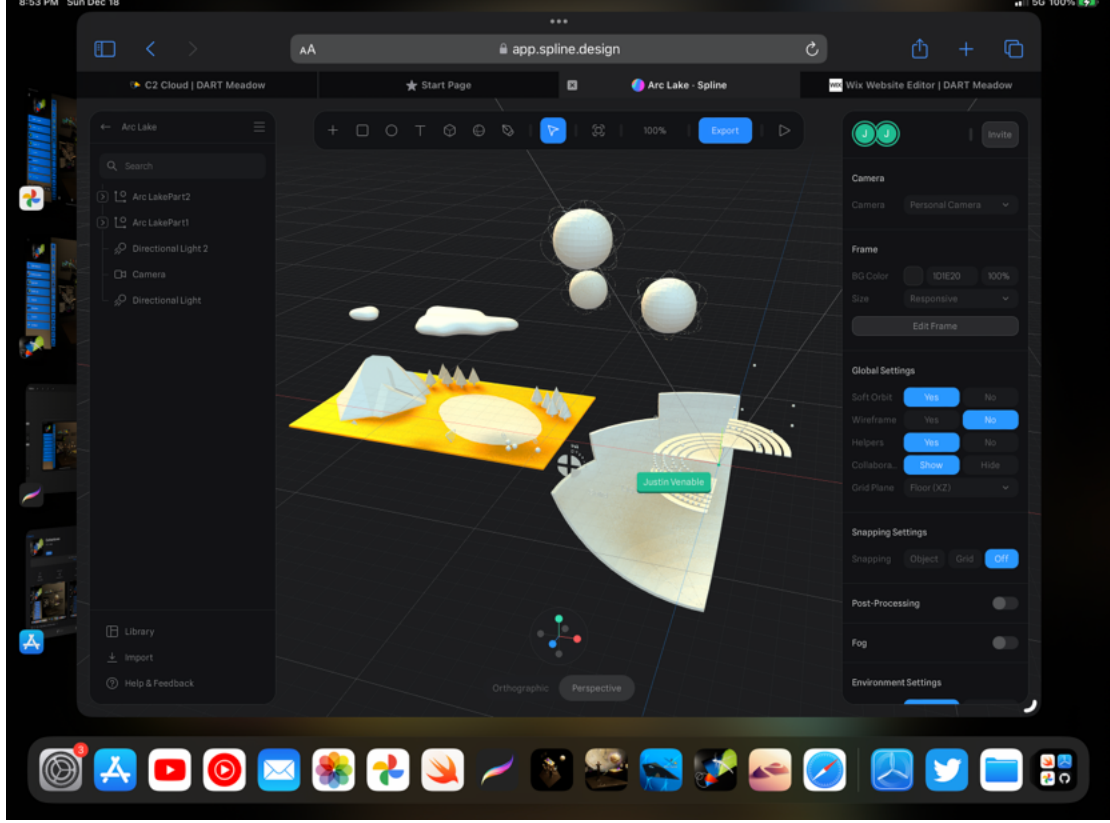 8:53 PM Sun Dec 18
5G 100%
AA
app.spline.design
C2 Cloud | DART Meadow
Start Page
Arc Lake - Spline
WIX
Wix Website Editor | DART Meadow
Arc Lake
T
100%
Export
J
J
Invite
Search
Arc LakePart2
Arc LakePart1
Directional Light 2
Camera
Directional Light
Library
Import
Help & Feedback
Justin Venable
Orthographic
Perspective
Camera
Camera
Personal Camera
Frame
BG Color
1D1E20
100%
Size
Responsive
Edit Frame
Global Settings
Soft Orbit
Yes
No
Wireframe
Yes
No
Helpers
Yes
No
Collabora...
Show
Hide
Grid Plane
Floor (XZ)
Snapping Settings
Snapping
Object
Grid
Off
Post-Processing
Fog
Environment Settings
3